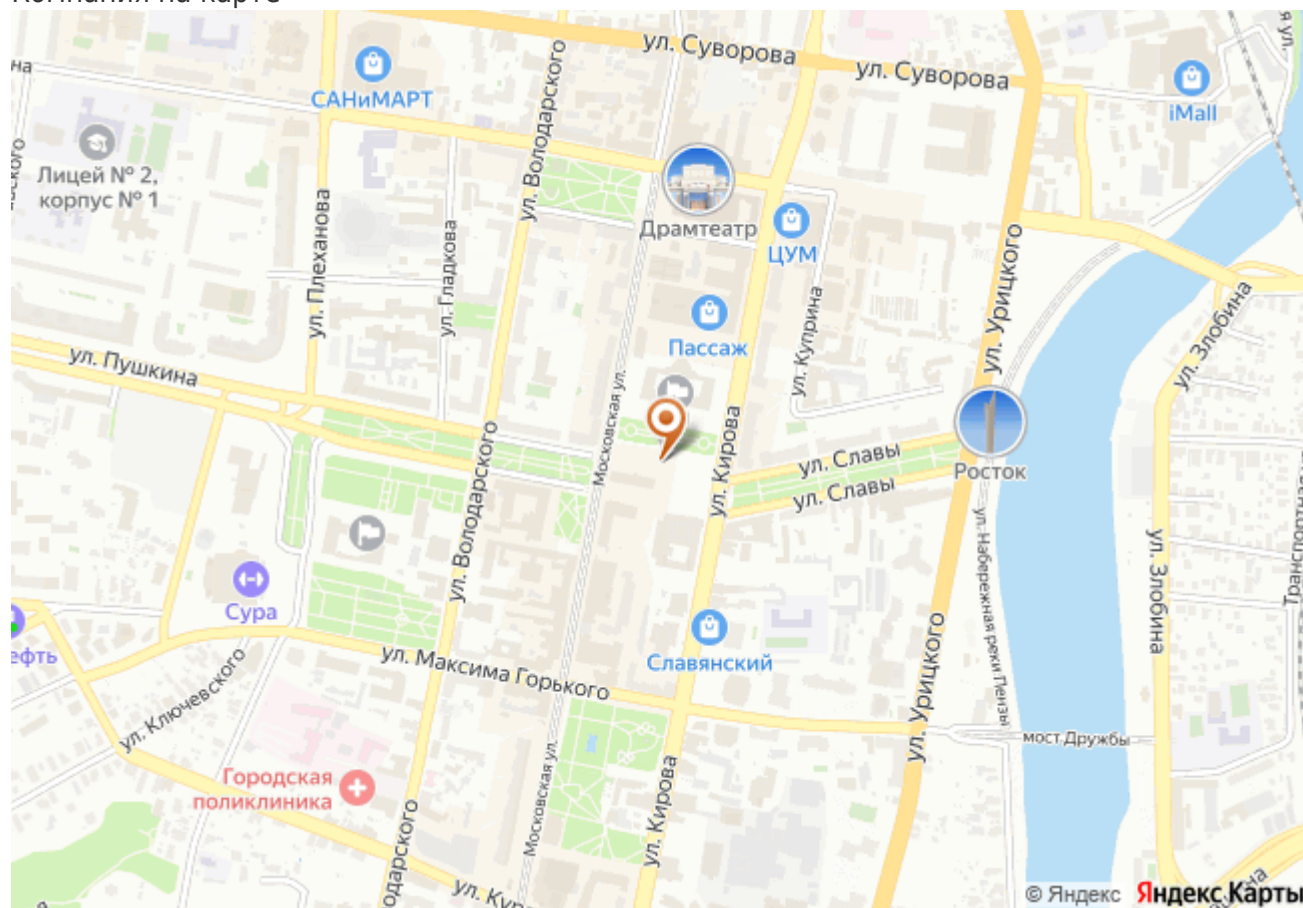 ул. Суворова
ул. Суворова
САНиМАРТ
iMall
Лицей № 2,
корпус № 1
ул. Володарского
Драмтеатр
ЦУМ
ул. Плеханова
ул. Гладкова
ул. Урицкого
ул. Злобина
Пассаж
ул. Куприна
ул. Пушкина
Московская ул.
ул. Кирова
ул. Славы
ул. Славы
Росток
ул. Володарского
ул. Набережная реки Пензы
ул. Злобина
Сура
Славянский
ул. Максима Горького
ул. Урицкого
ул. Ключевского
мост Дружбы
Городская
поликлиника
Московская ул.
ул. Кирова
© Яндекс Яндекс Карты